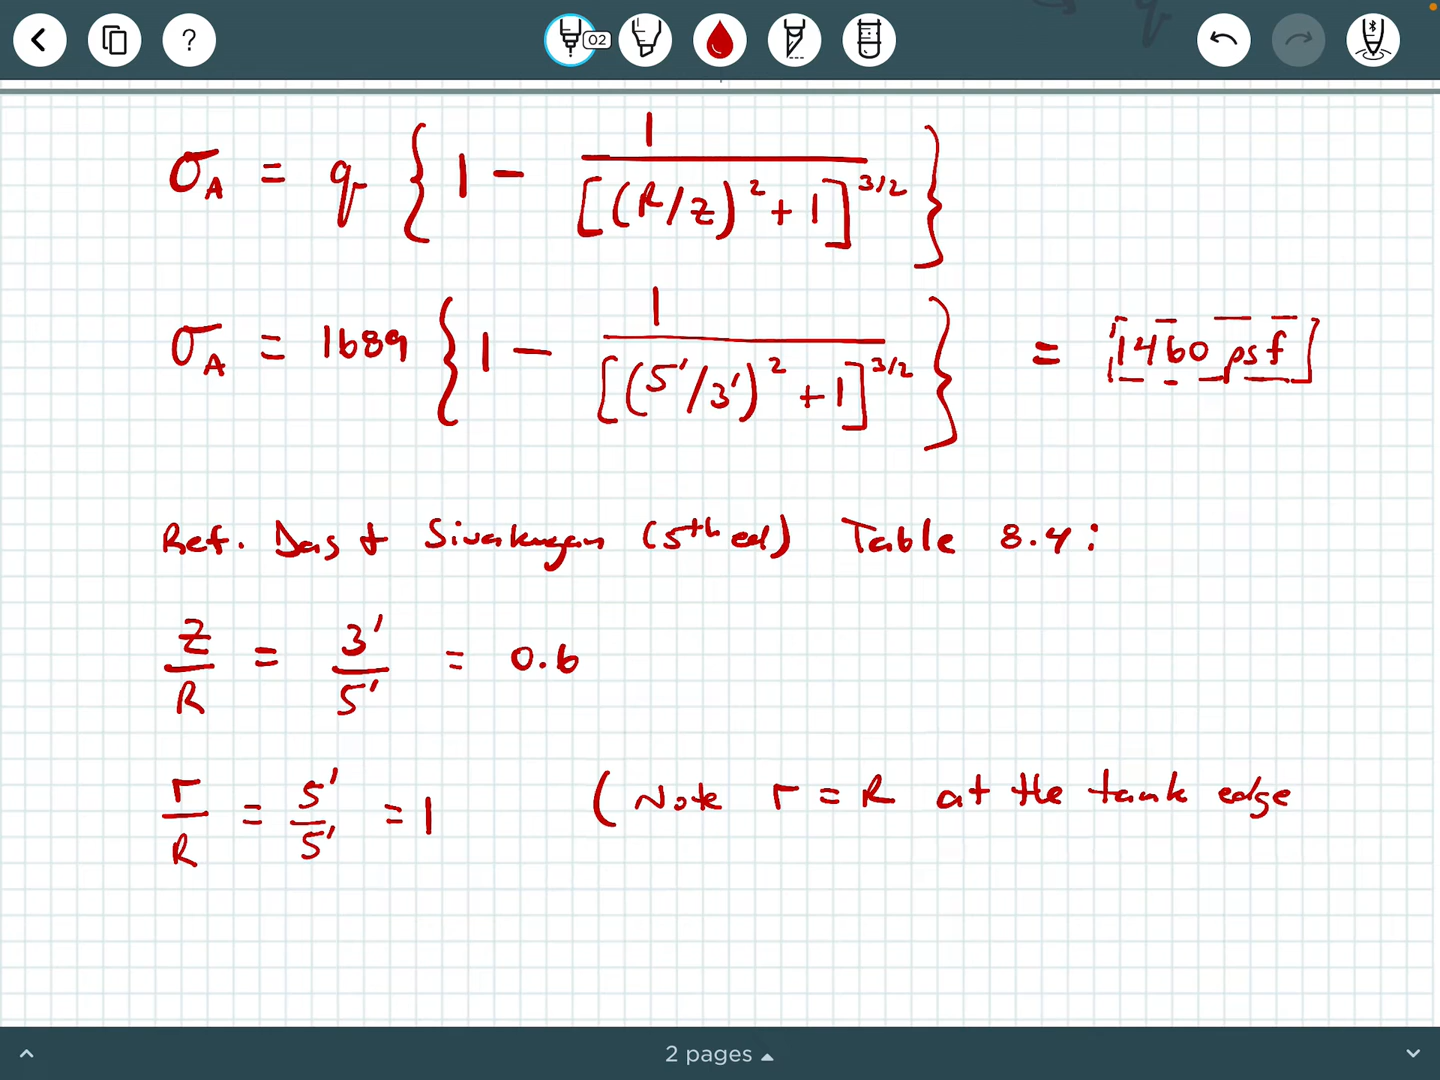 ?
02
σA = q { 1 - 1 / [(R/z)² + 1]^3/2 }
σA = 1689 { 1 - 1 / [(5'/3')² + 1]^3/2 } = 1460 psf
Ref. Das & Sivakugan (5th ed) Table 8.4:
z/R = 3'/5' = 0.6
r/R = 5'/5' = 1 (Note r = R at the tank edge
2 pages